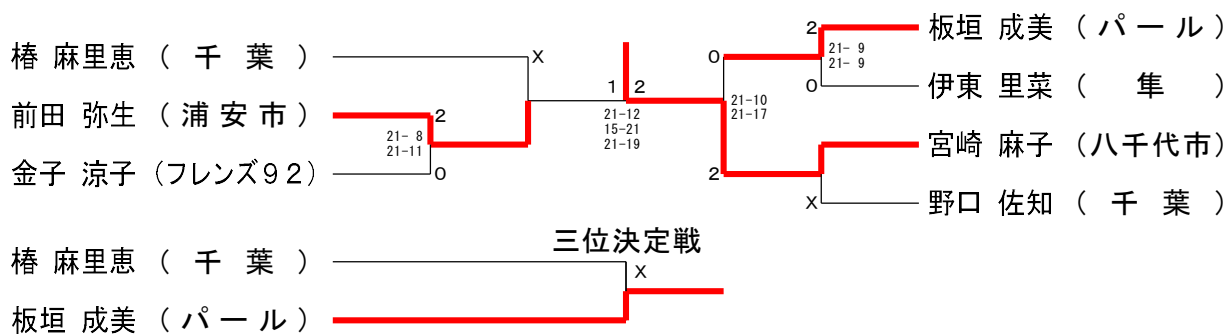 椿 麻里恵 ( 千 葉 ) X
前田 弥生 ( 浦 安 市 ) 2
21- 8
21-11
金子 涼子 (フレンズ９２) 0
1 2
21-12
15-21
21-19
2 板垣 成美 ( パ ー ル )
21- 9
21- 9
0 伊東 里菜 ( 隼 )
0
21-10
21-17
2
宮崎 麻子 (八千代市)
X 野口 佐知 ( 千 葉 )
三位決定戦
椿 麻里恵 ( 千 葉 ) X
板垣 成美 ( パ ー ル )